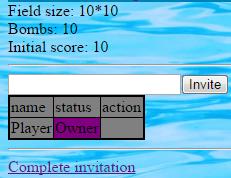 Field size: 10*10
Bombs: 10
Initial score: 10
Invite
name status action
Player Owner
Complete invitation